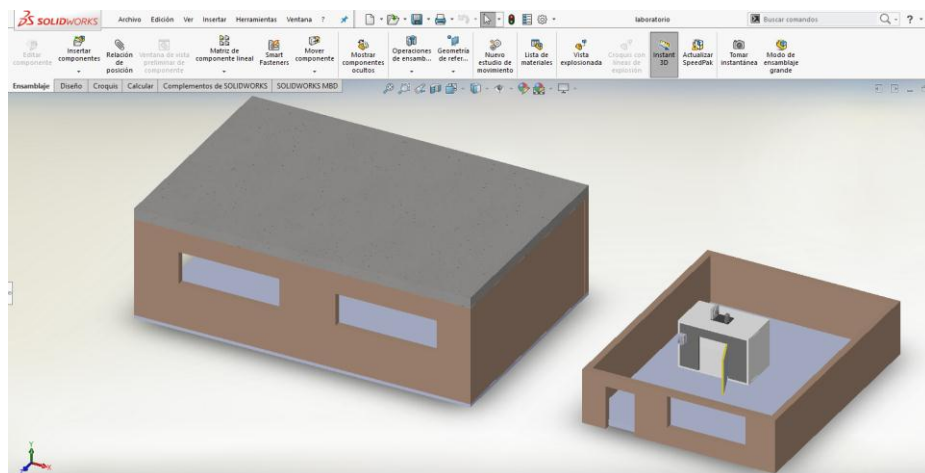 SOLIDWORKS Archivo Edición Ver Insertar Herramientas Ventana ? laboratorio Buscar comandos ?
Editar componente
Insertar componentes
Relación de posición
Ventana de vista preliminar de componente
Matriz de componente lineal
Smart Fasteners
Mover componente
Mostrar componentes ocultos
Operaciones de ensamb...
Geometría de refer...
Nuevo estudio de movimiento
Lista de materiales
Vista explosionada
Croquis con líneas de explosión
Instant 3D
Actualizar SpeedPak
Tomar instantánea
Modo de ensamblaje grande
Ensamblaje Diseño Croquis Calcular Complementos de SOLIDWORKS SOLIDWORKS MBD